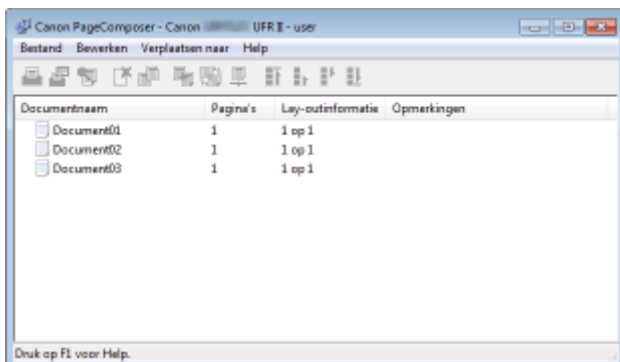 Canon PageComposer - Canon UFR II - user
Bestand Bewerken Verplaatsen naar Help
Documentnaam Pagina's Lay-outinformatie Opmerkingen
Document01 1 1 op 1
Document02 1 1 op 1
Document03 1 1 op 1
Druk op F1 voor Help.